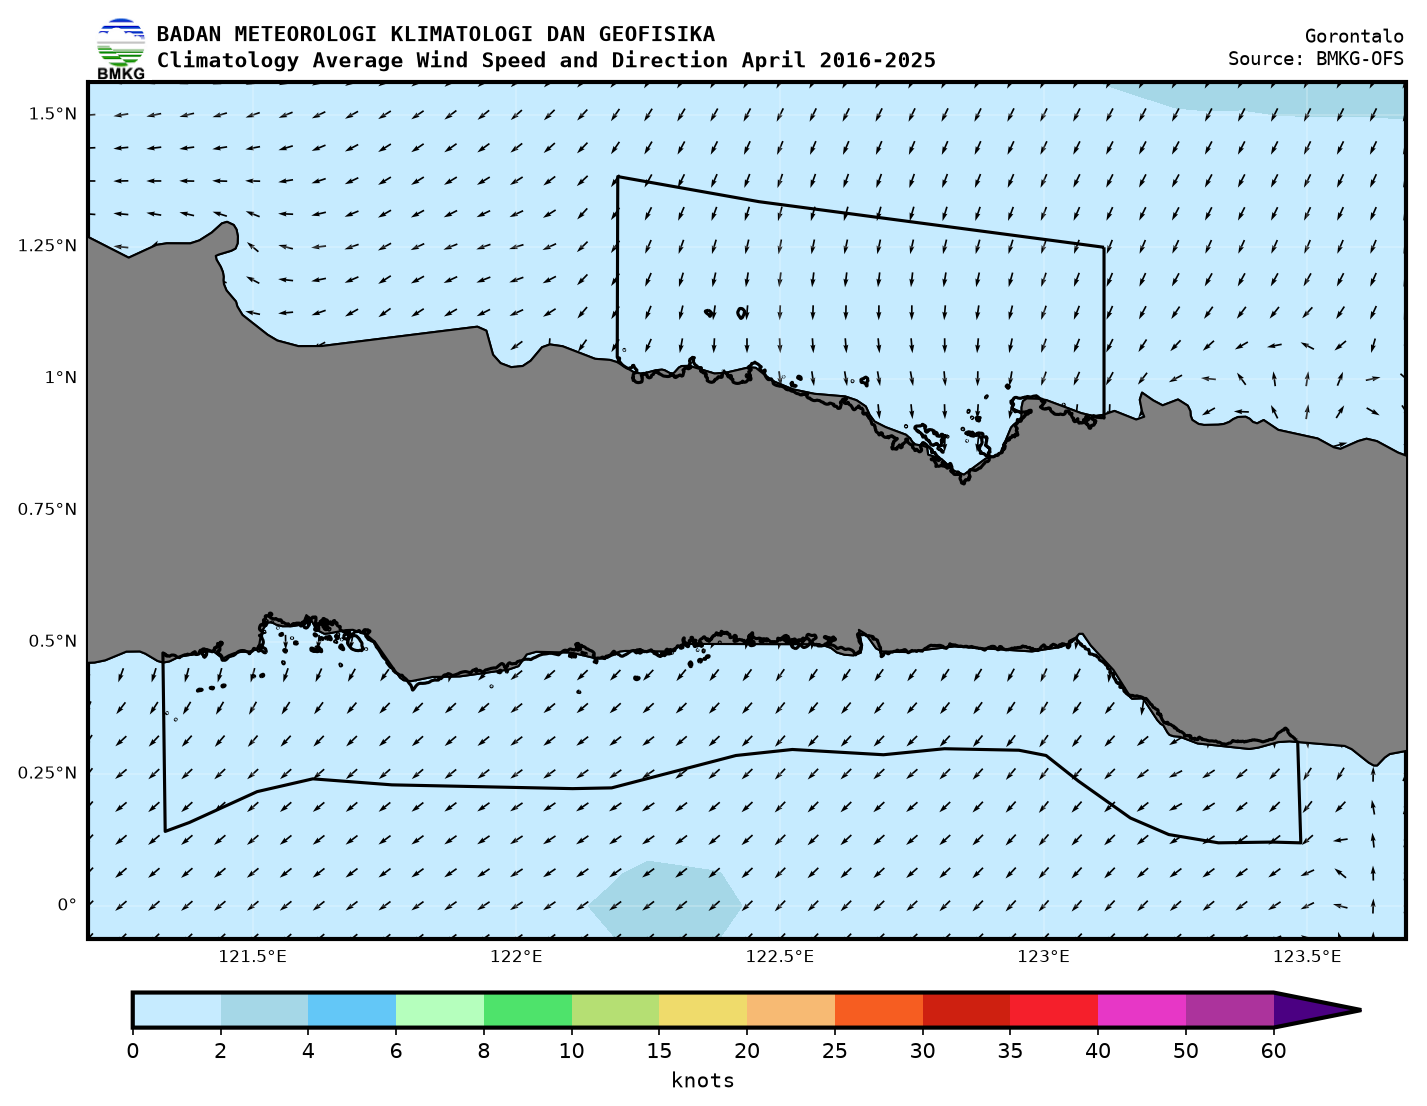 BADAN METEOROLOGI KLIMATOLOGI DAN GEOFISIKA
Climatology Average Wind Speed and Direction April 2016-2025
Gorontalo
Source: BMKG-OFS
BMKG
1.5°N
1.25°N
1°N
0.75°N
0.5°N
0.25°N
0°
121.5°E 122°E 122.5°E 123°E 123.5°E
0 2 4 6 8 10 15 20 25 30 35 40 50 60
knots